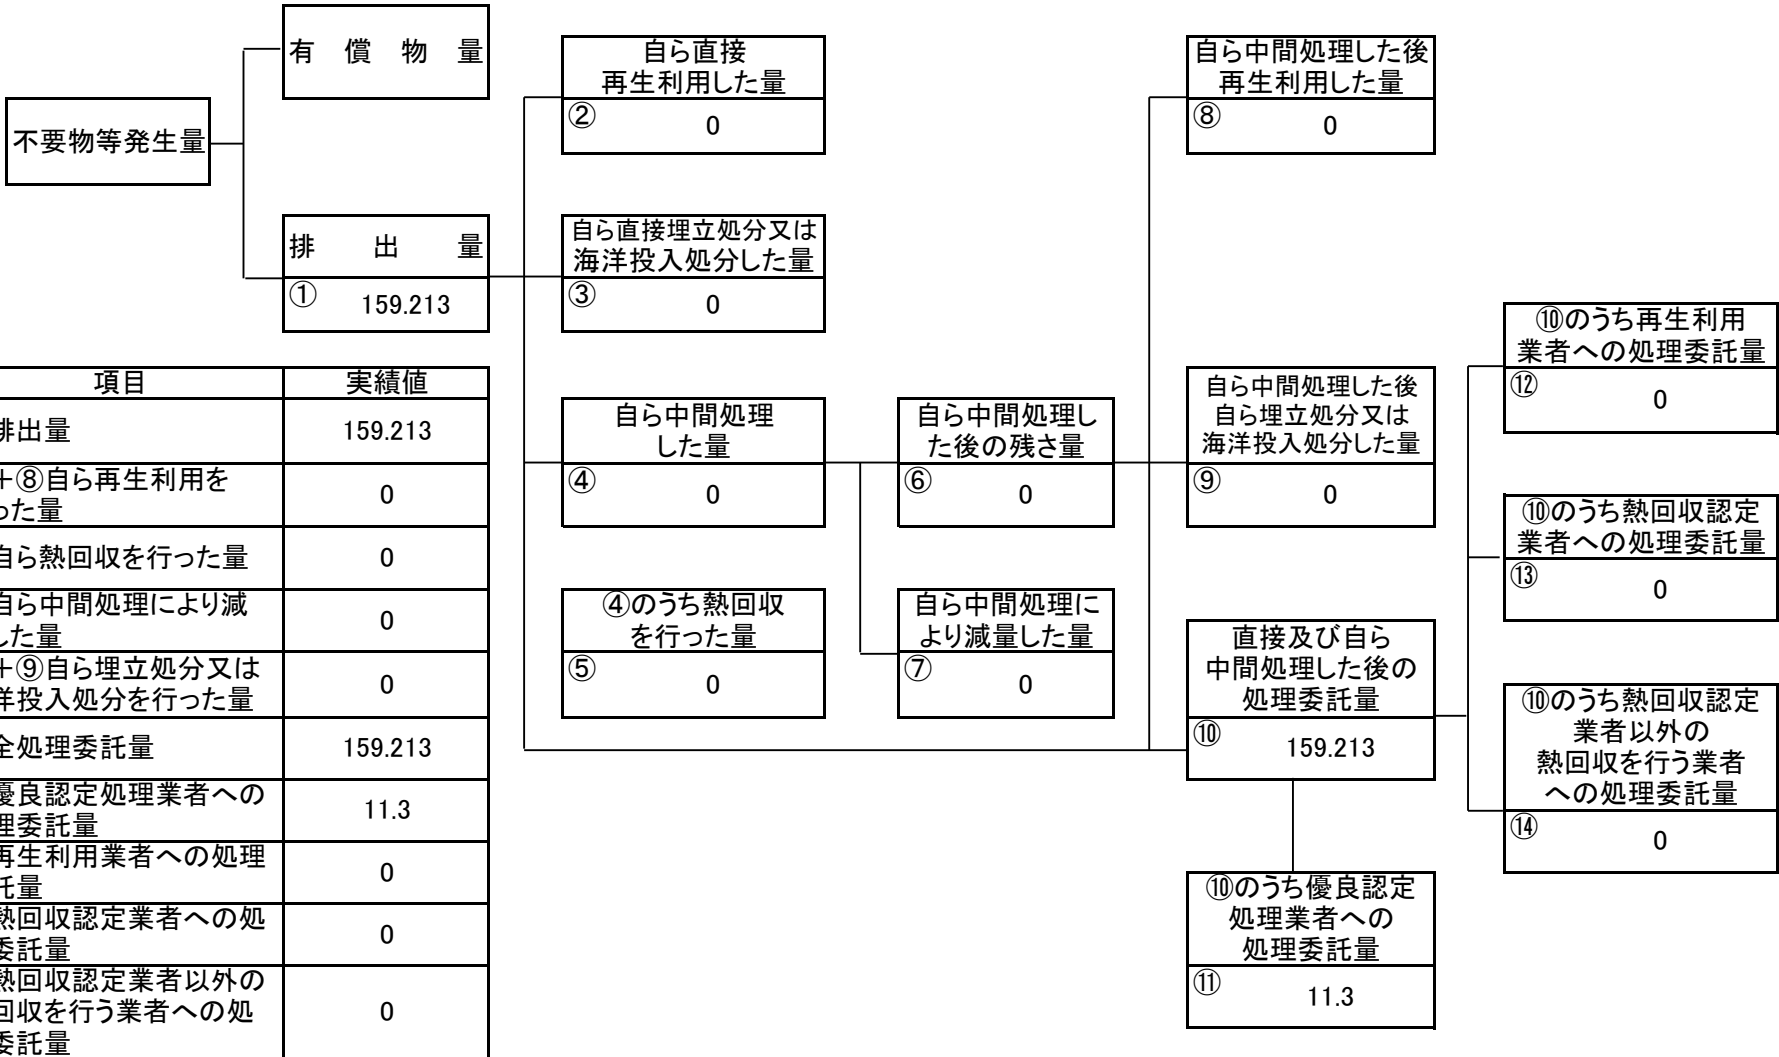 有償物量
不要物等発生量
排出量
① 159.213
自ら直接
再生利用した量
② 0
自ら直接埋立処分又は
海洋投入処分した量
③ 0
自ら中間処理
した量
④ 0
④のうち熱回収
を行った量
⑤ 0
自ら中間処理し
た後の残さ量
⑥ 0
自ら中間処理に
より減量した量
⑦ 0
自ら中間処理した後
再生利用した量
⑧ 0
自ら中間処理した後
自ら埋立処分又は
海洋投入処分した量
⑨ 0
直接及び自ら
中間処理した後の
処理委託量
⑩ 159.213
⑩のうち優良認定
処理業者への
処理委託量
⑪ 11.3
⑩のうち再生利用
業者への処理委託量
⑫ 0
⑩のうち熱回収認定
業者への処理委託量
⑬ 0
⑩のうち熱回収認定
業者以外の
熱回収を行う業者
への処理委託量
⑭ 0
項目 実績値
排出量 159.213
+⑧自ら再生利用を
った量
0
自ら熱回収を行った量 0
自ら中間処理により減
した量
0
+⑨自ら埋立処分又は
洋投入処分を行った量
0
全処理委託量 159.213
優良認定処理業者への
理委託量
11.3
再生利用業者への処理
託量
0
熱回収認定業者への処
委託量
0
熱回収認定業者以外の
回収を行う業者への処
委託量
0